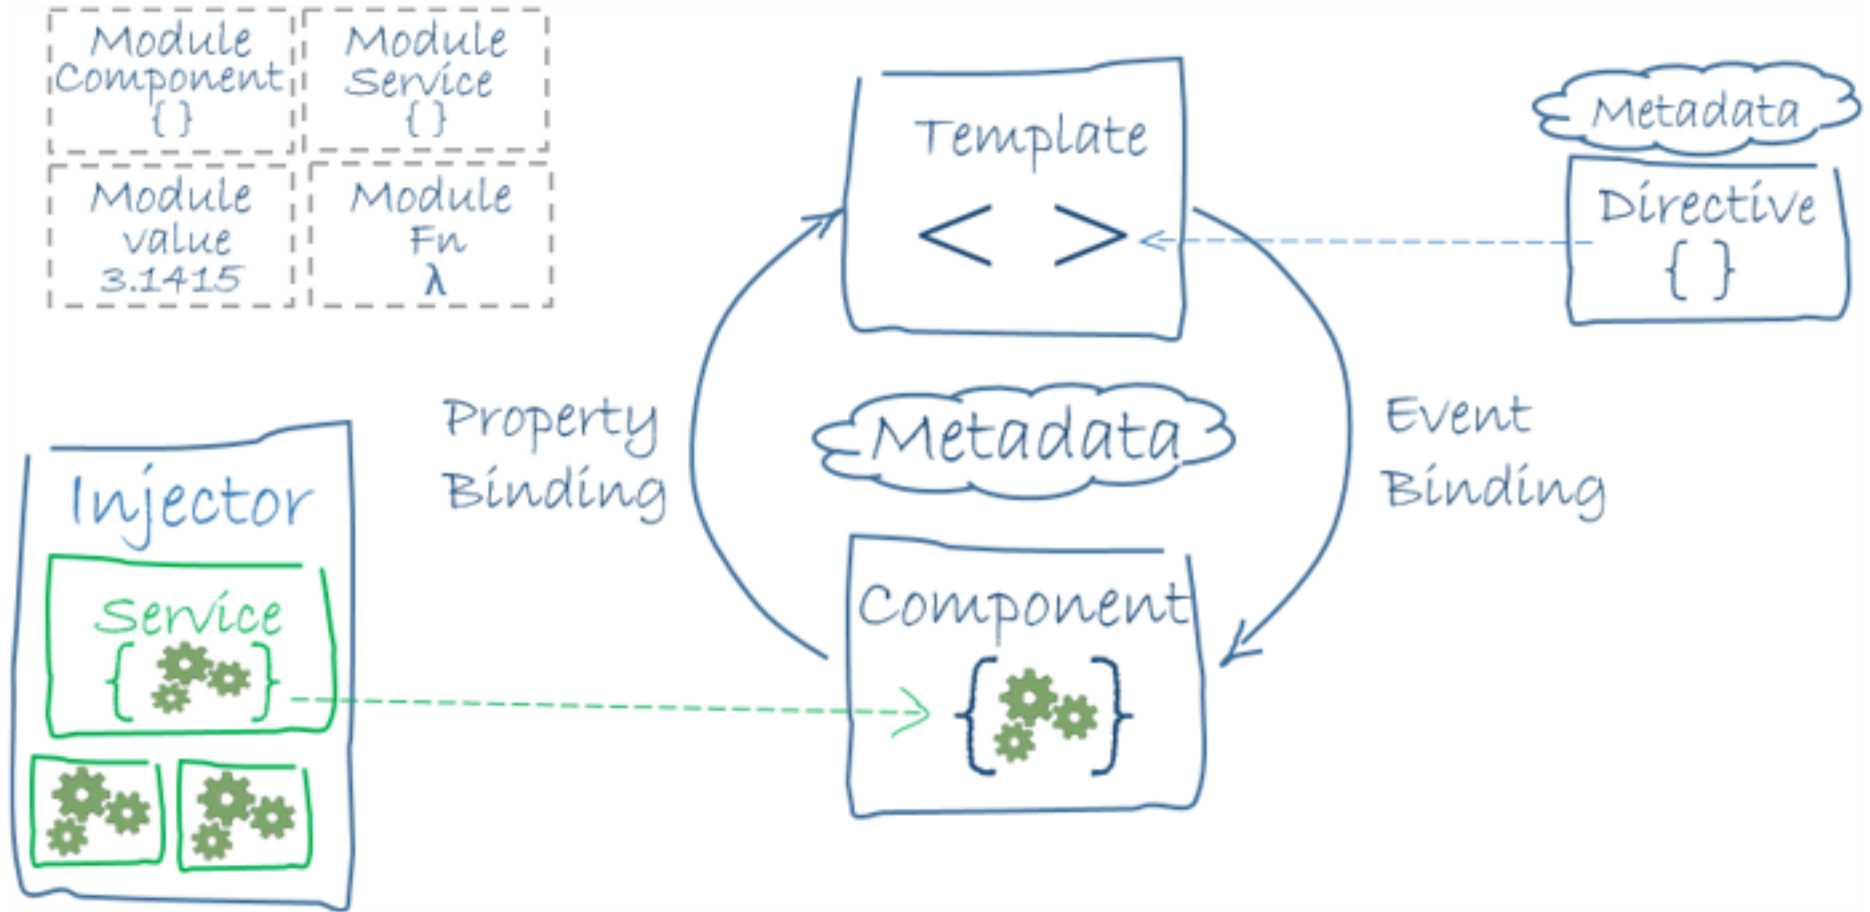 Module
Component
{ }
Module
Service
{ }
Module
value
3.1415
Module
Fn
λ
Template
< >
Metadata
Directive
{ }
Property
Binding
Metadata
Event
Binding
Injector
Service
{ }
Component
{ }